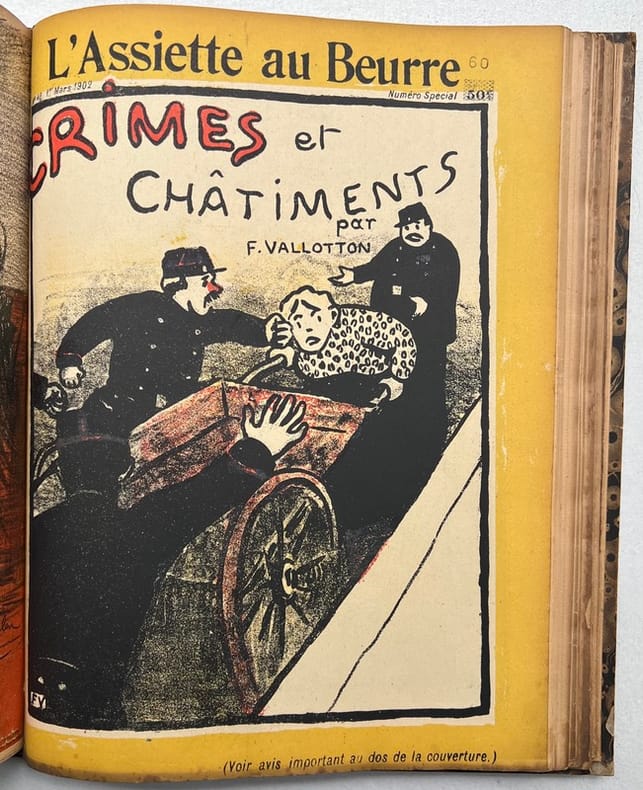 L'Assiette au Beurre
60
1er Mars 1902
Numéro Spécial 50c
CRIMES et
CHÂTIMENTS
par
F. VALLOTTON
FV
(Voir avis important au dos de la couverture.)